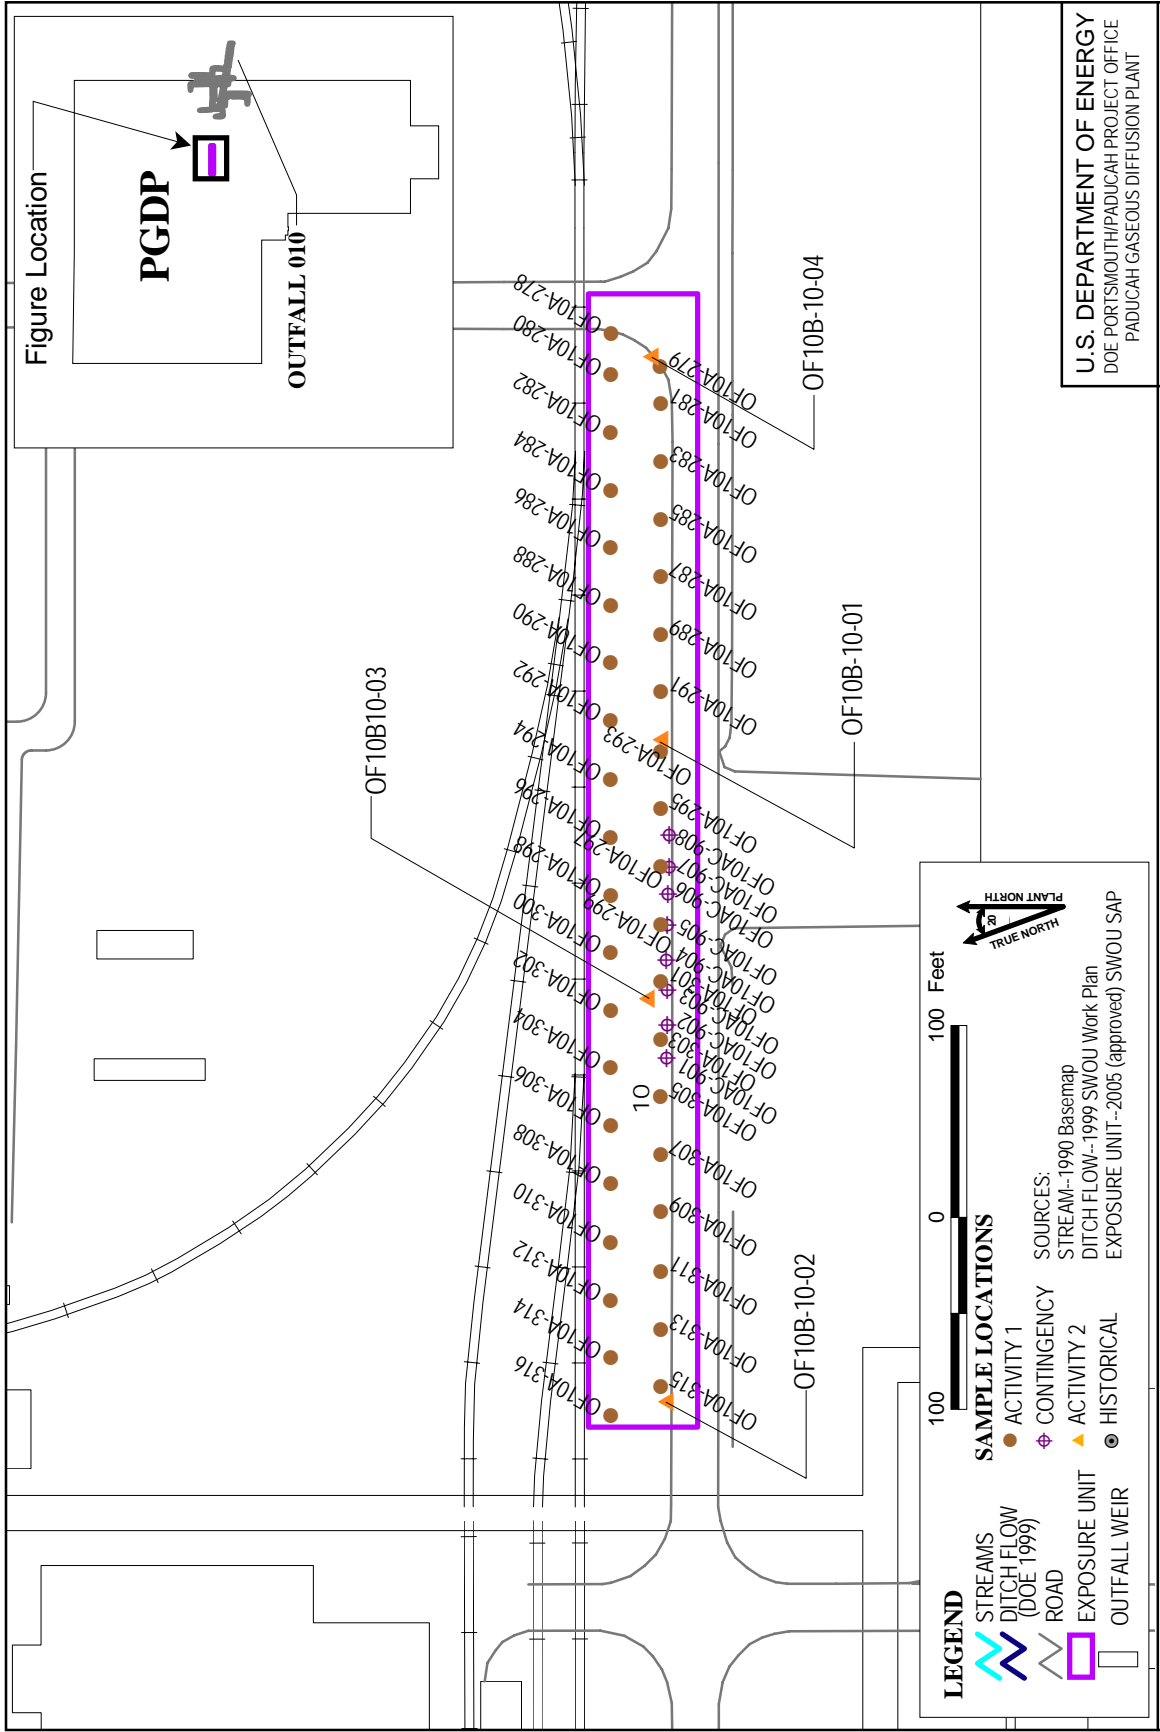 Figure Location
PGDP
OUTFALL 010
OF10B10-03
OF10A-316
OF10A-314
OF10A-312
OF10A-310
OF10A-308
OF10A-306
OF10A-304
OF10A-302
OF10A-300
OF10A-298
OF10A-296
OF10A-294
OF10A-292
OF10A-290
OF10A-288
OF10A-286
OF10A-284
OF10A-282
OF10A-280
OF10A-278
10
OF10A-299
OF10A-297
OF10A-293
OF10A-315
OF10A-313
OF10A-311
OF10A-309
OF10A-307
OF10A-305
OF10AC-901
OF10A-303
OF10AC-902
OF10AC-903
OF10A-301
OF10AC-904
OF10AC-905
OF10AC-906
OF10AC-907
OF10AC-908
OF10A-295
OF10A-291
OF10A-289
OF10A-287
OF10A-285
OF10A-283
OF10A-281
OF10A-279
OF10B-10-02
OF10B-10-01
OF10B-10-04
LEGEND
STREAMS
DITCH FLOW
(DOE 1999)
ROAD
EXPOSURE UNIT
OUTFALL WEIR
100 0 100 Feet
SAMPLE LOCATIONS
ACTIVITY 1
CONTINGENCY
ACTIVITY 2
HISTORICAL
SOURCES:
STREAM--1990 Basemap
DITCH FLOW--1999 SWOU Work Plan
EXPOSURE UNIT--2005 (approved) SWOU SAP
TRUE NORTH
20
PLANT NORTH
U.S. DEPARTMENT OF ENERGY
DOE PORTSMOUTH/PADUCAH PROJECT OFFICE
PADUCAH GASEOUS DIFFUSION PLANT